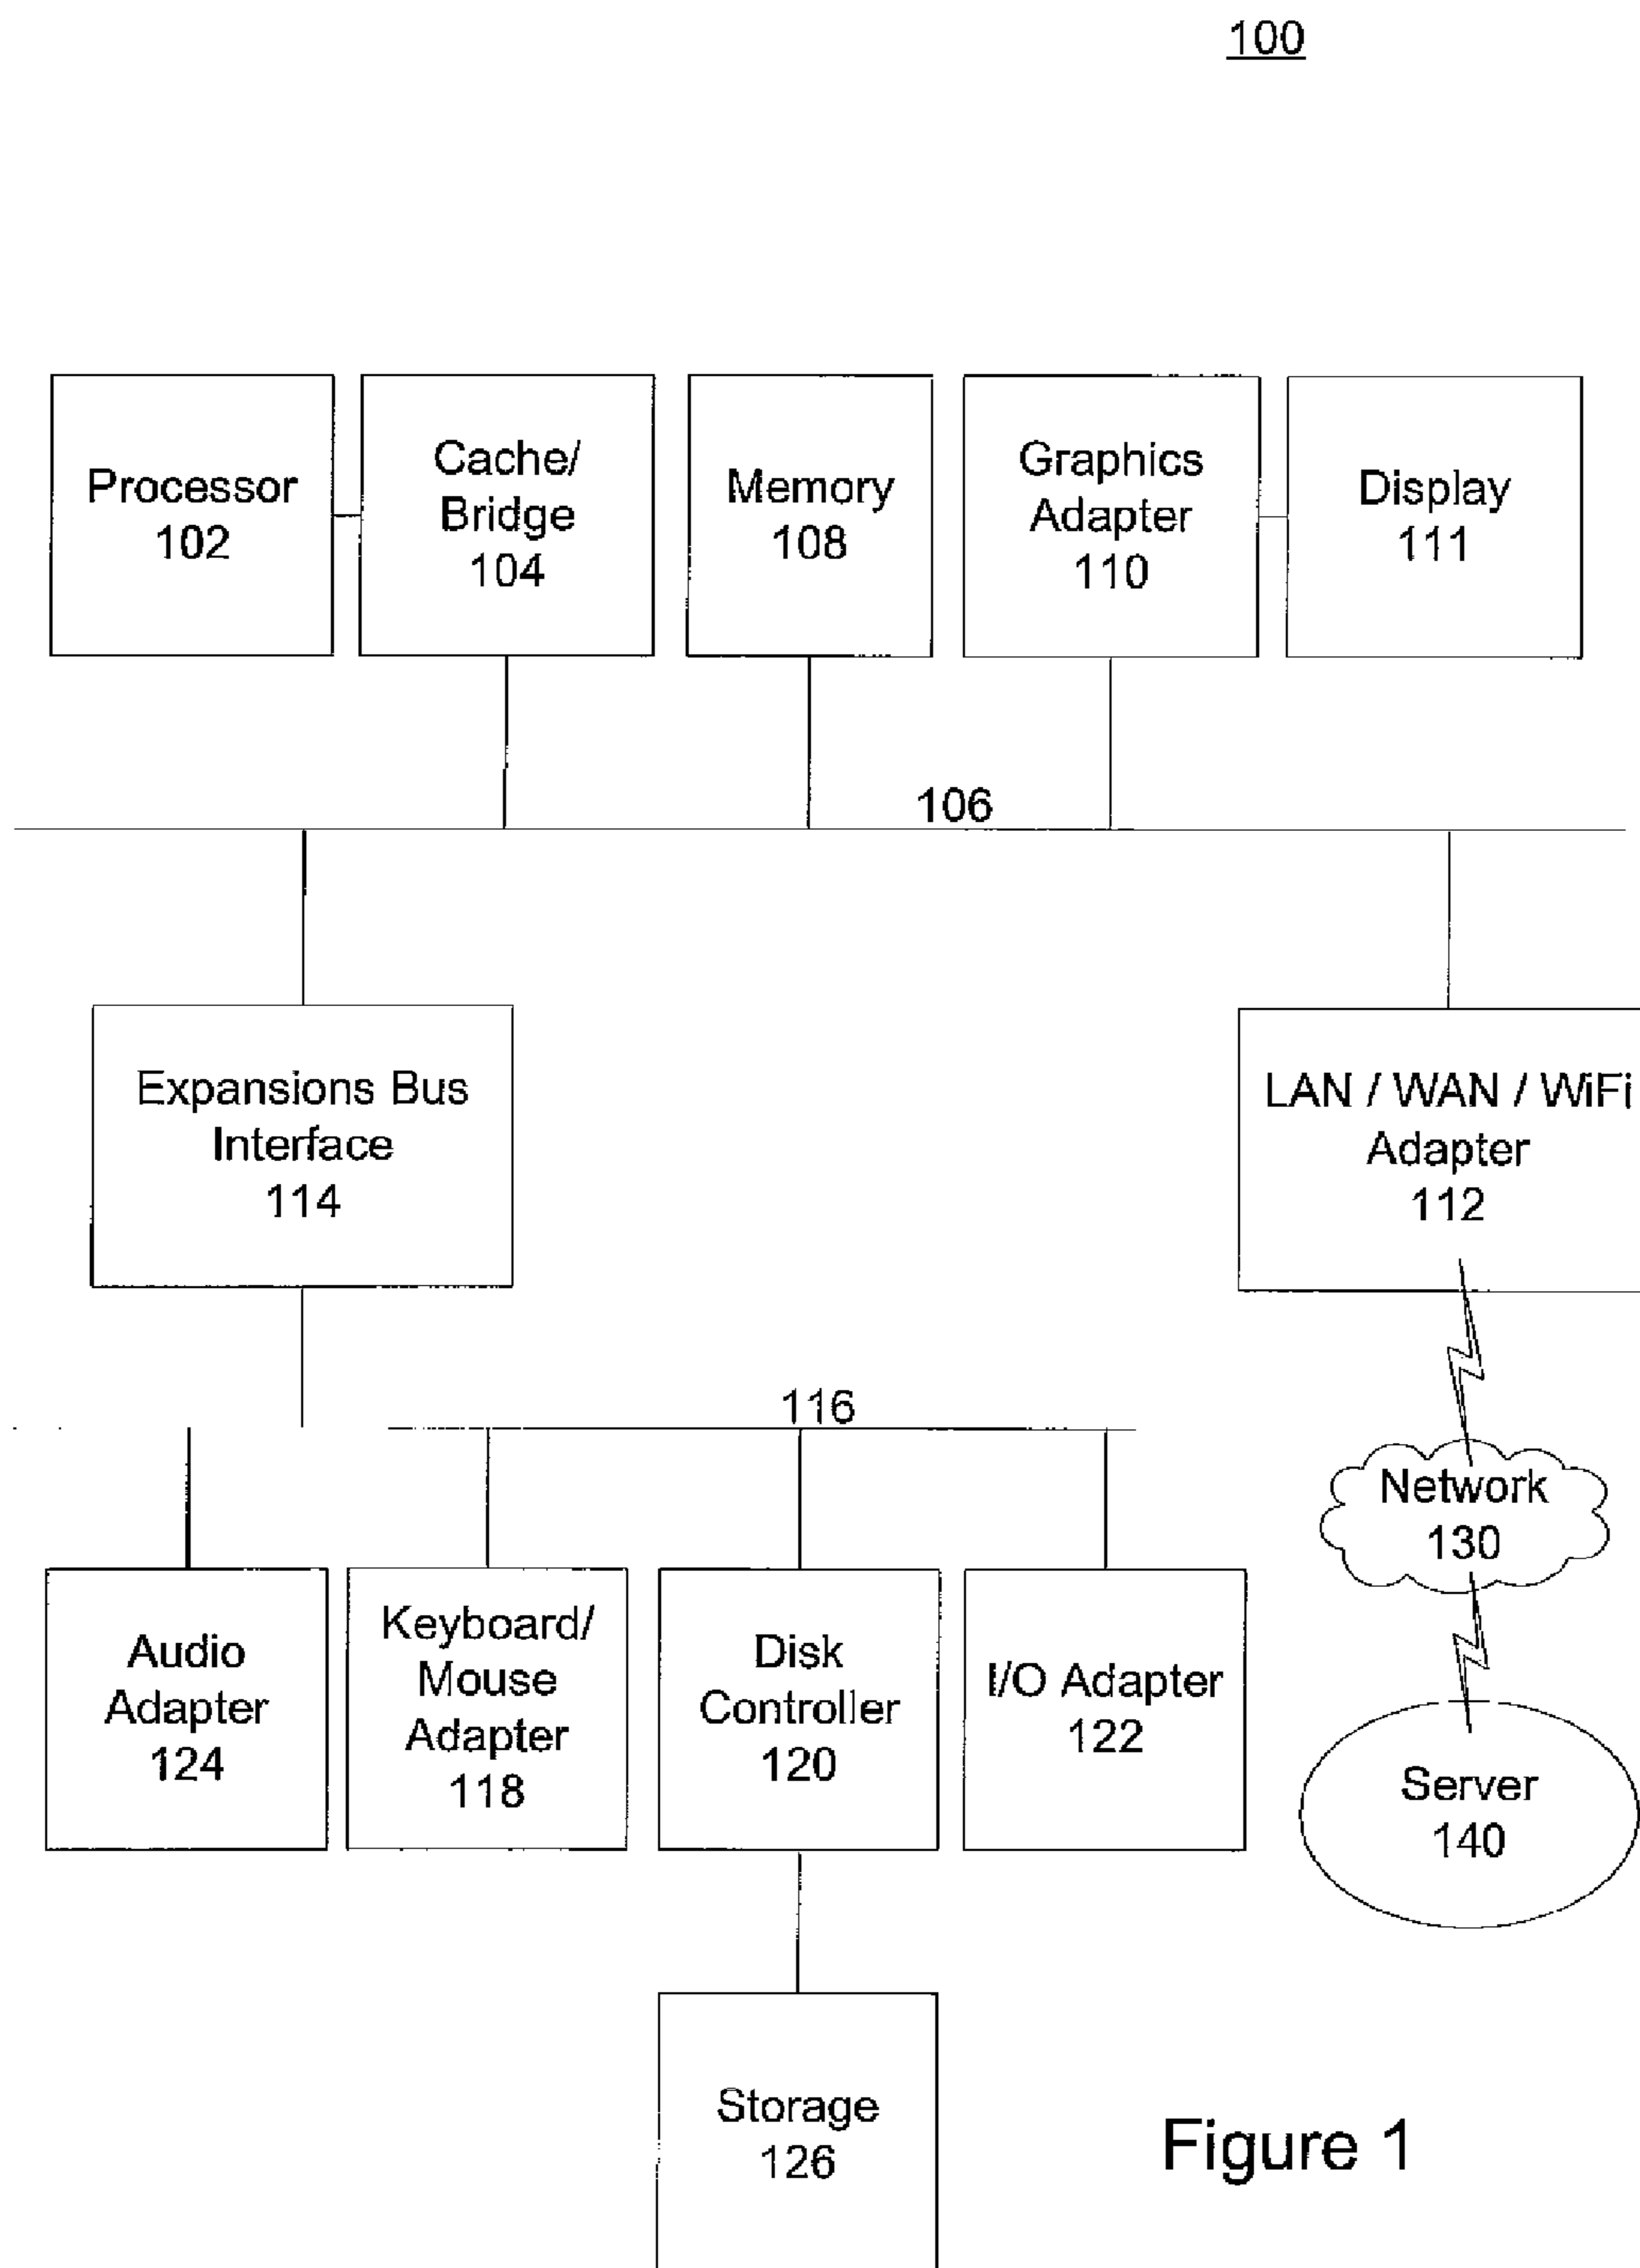 100
Processor
102
Cache/
Bridge
104
Memory
108
Graphics
Adapter
110
Display
111
106
Expansions Bus
Interface
114
LAN / WAN / WiFi
Adapter
112
116
Network
130
Audio
Adapter
124
Keyboard/
Mouse
Adapter
118
Disk
Controller
120
I/O Adapter
122
Server
140
Storage
126
Figure 1